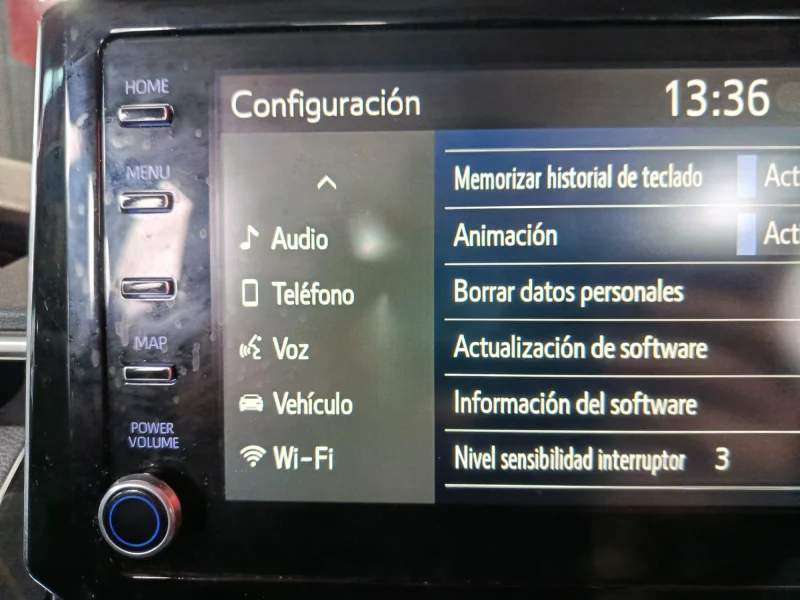 HOME
MENU
MAP
POWER
VOLUME
Configuración 13:36
Audio
Teléfono
Voz
Vehículo
Wi-Fi
Memorizar historial de teclado Act
Animación Act
Borrar datos personales
Actualización de software
Información del software
Nivel sensibilidad interruptor 3